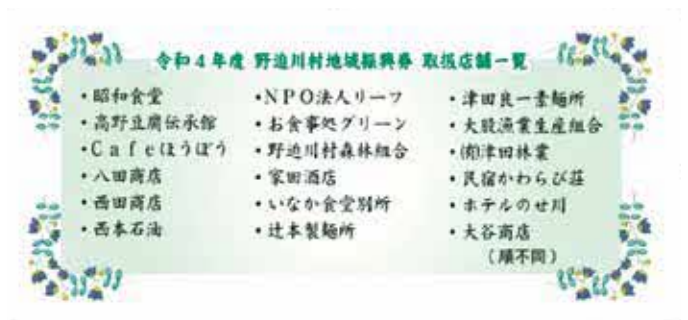 令和4年度 野迫川村地域振興券 取扱店舗一覧
・昭和食堂
・高野豆腐伝承館
・Cafeほうぼう
・八田商店
・西田商店
・西本石油
・NPO法人リーフ
・お食事処グリーン
・野迫川村森林組合
・家田酒店
・いなか食堂別所
・辻本製麺所
・津田良一素麺所
・大股漁業生産組合
・㈲津田林業
・民宿かわらび荘
・ホテルのせ川
・大谷商店
(順不同)